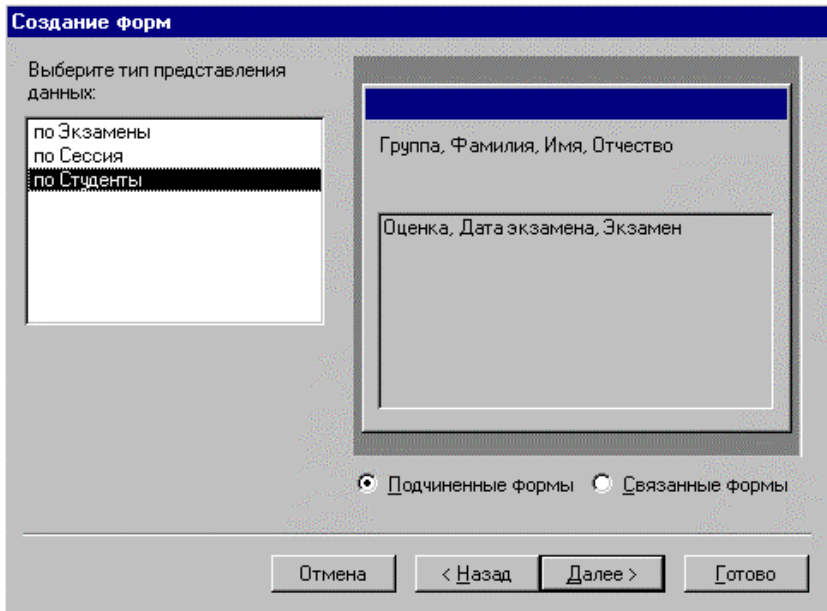 Создание форм
Выберите тип представления
данных:
по Экзамены
по Сессия
по Студенты
Группа, Фамилия, Имя, Отчество
Оценка, Дата экзамена, Экзамен
Подчиненные формы
Связанные формы
Отмена
< Назад
Далее >
Готово